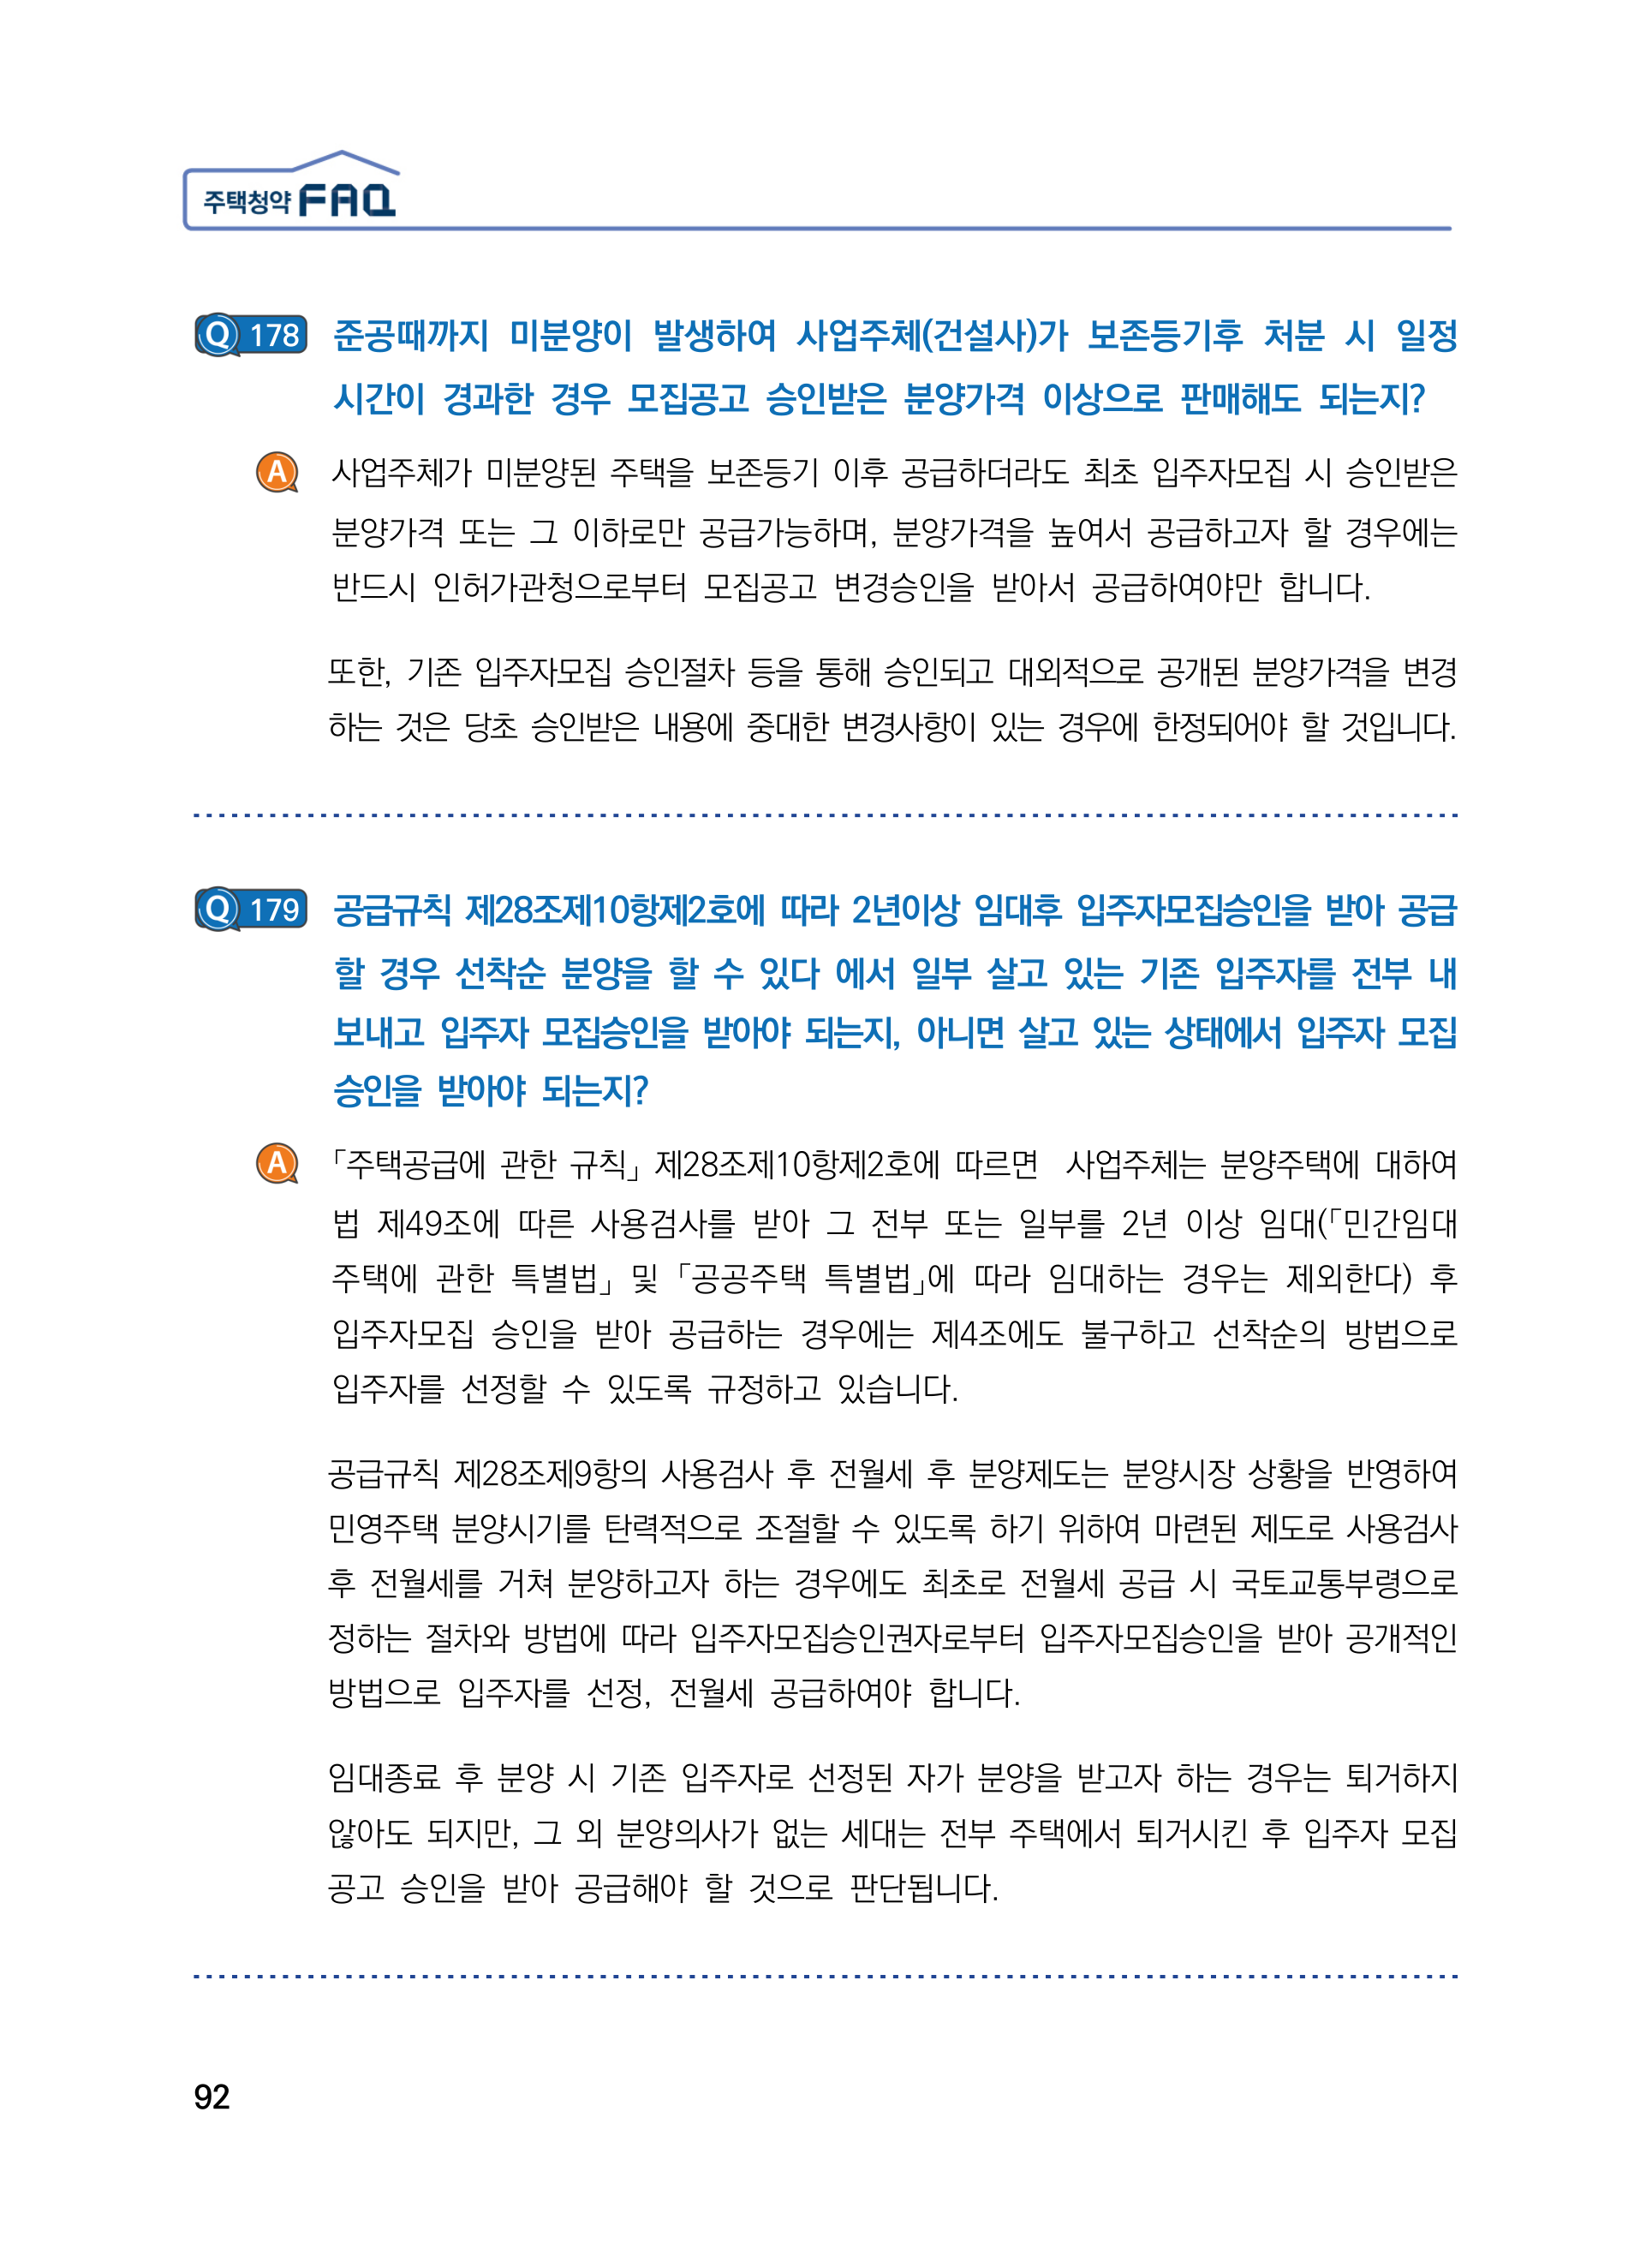 주택청약 FAQ
Q 178 준공때까지 미분양이 발생하여 사업주체(건설사)가 보존등기후 처분 시 일정
시간이 경과한 경우 모집공고 승인받은 분양가격 이상으로 판매해도 되는지?
A 사업주체가 미분양된 주택을 보존등기 이후 공급하더라도 최초 입주자모집 시 승인받은
분양가격 또는 그 이하로만 공급가능하며, 분양가격을 높여서 공급하고자 할 경우에는
반드시 인허가관청으로부터 모집공고 변경승인을 받아서 공급하여야만 합니다.
또한, 기존 입주자모집 승인절차 등을 통해 승인되고 대외적으로 공개된 분양가격을 변경
하는 것은 당초 승인받은 내용에 중대한 변경사항이 있는 경우에 한정되어야 할 것입니다.
Q 179 공급규칙 제28조제10항제2호에 따라 2년이상 임대후 입주자모집승인을 받아 공급
할 경우 선착순 분양을 할 수 있다 에서 일부 살고 있는 기존 입주자를 전부 내
보내고 입주자 모집승인을 받아야 되는지, 아니면 살고 있는 상태에서 입주자 모집
승인을 받아야 되는지?
A 「주택공급에 관한 규칙」 제28조제10항제2호에 따르면 사업주체는 분양주택에 대하여
법 제49조에 따른 사용검사를 받아 그 전부 또는 일부를 2년 이상 임대(「민간임대
주택에 관한 특별법」 및 「공공주택 특별법」에 따라 임대하는 경우는 제외한다) 후
입주자모집 승인을 받아 공급하는 경우에는 제4조에도 불구하고 선착순의 방법으로
입주자를 선정할 수 있도록 규정하고 있습니다.
공급규칙 제28조제9항의 사용검사 후 전월세 후 분양제도는 분양시장 상황을 반영하여
민영주택 분양시기를 탄력적으로 조절할 수 있도록 하기 위하여 마련된 제도로 사용검사
후 전월세를 거쳐 분양하고자 하는 경우에도 최초로 전월세 공급 시 국토교통부령으로
정하는 절차와 방법에 따라 입주자모집승인권자로부터 입주자모집승인을 받아 공개적인
방법으로 입주자를 선정, 전월세 공급하여야 합니다.
임대종료 후 분양 시 기존 입주자로 선정된 자가 분양을 받고자 하는 경우는 퇴거하지
않아도 되지만, 그 외 분양의사가 없는 세대는 전부 주택에서 퇴거시킨 후 입주자 모집
공고 승인을 받아 공급해야 할 것으로 판단됩니다.
92